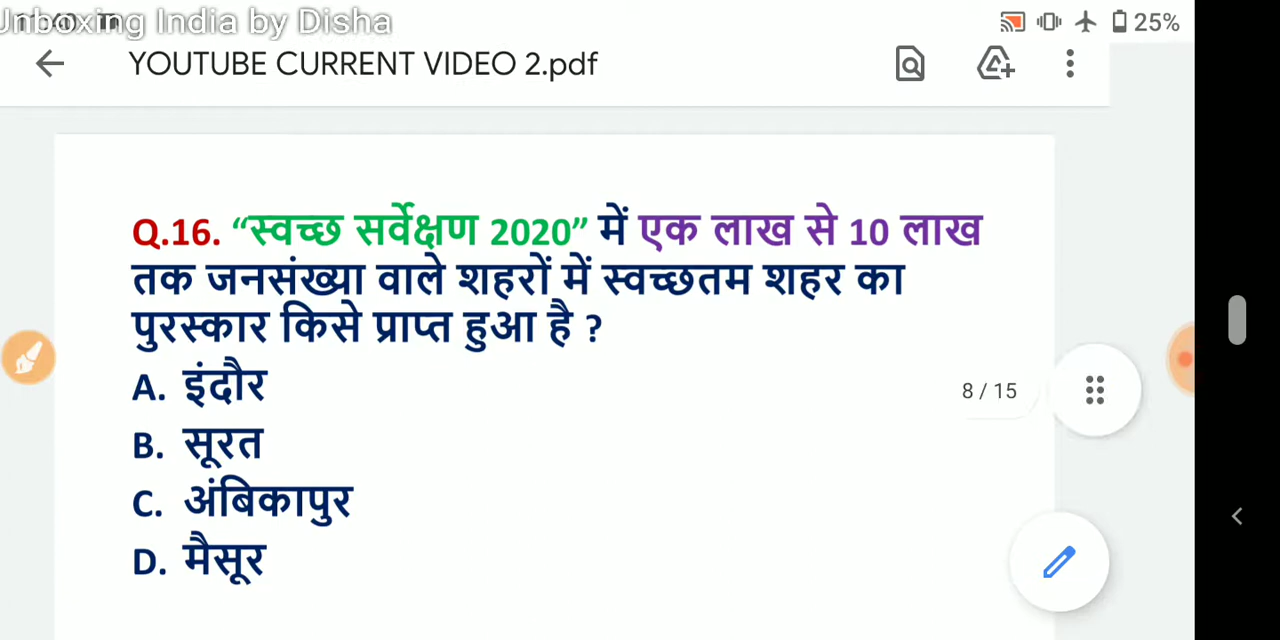 Unboxing India by Disha
25%
YOUTUBE CURRENT VIDEO 2.pdf
Q.16. “स्वच्छ सर्वेक्षण 2020” में एक लाख से 10 लाख
तक जनसंख्या वाले शहरों में स्वच्छतम शहर का
पुरस्कार किसे प्राप्त हुआ है ?
A. इंदौर
8 / 15
B. सूरत
C. अंबिकापुर
D. मैसूर